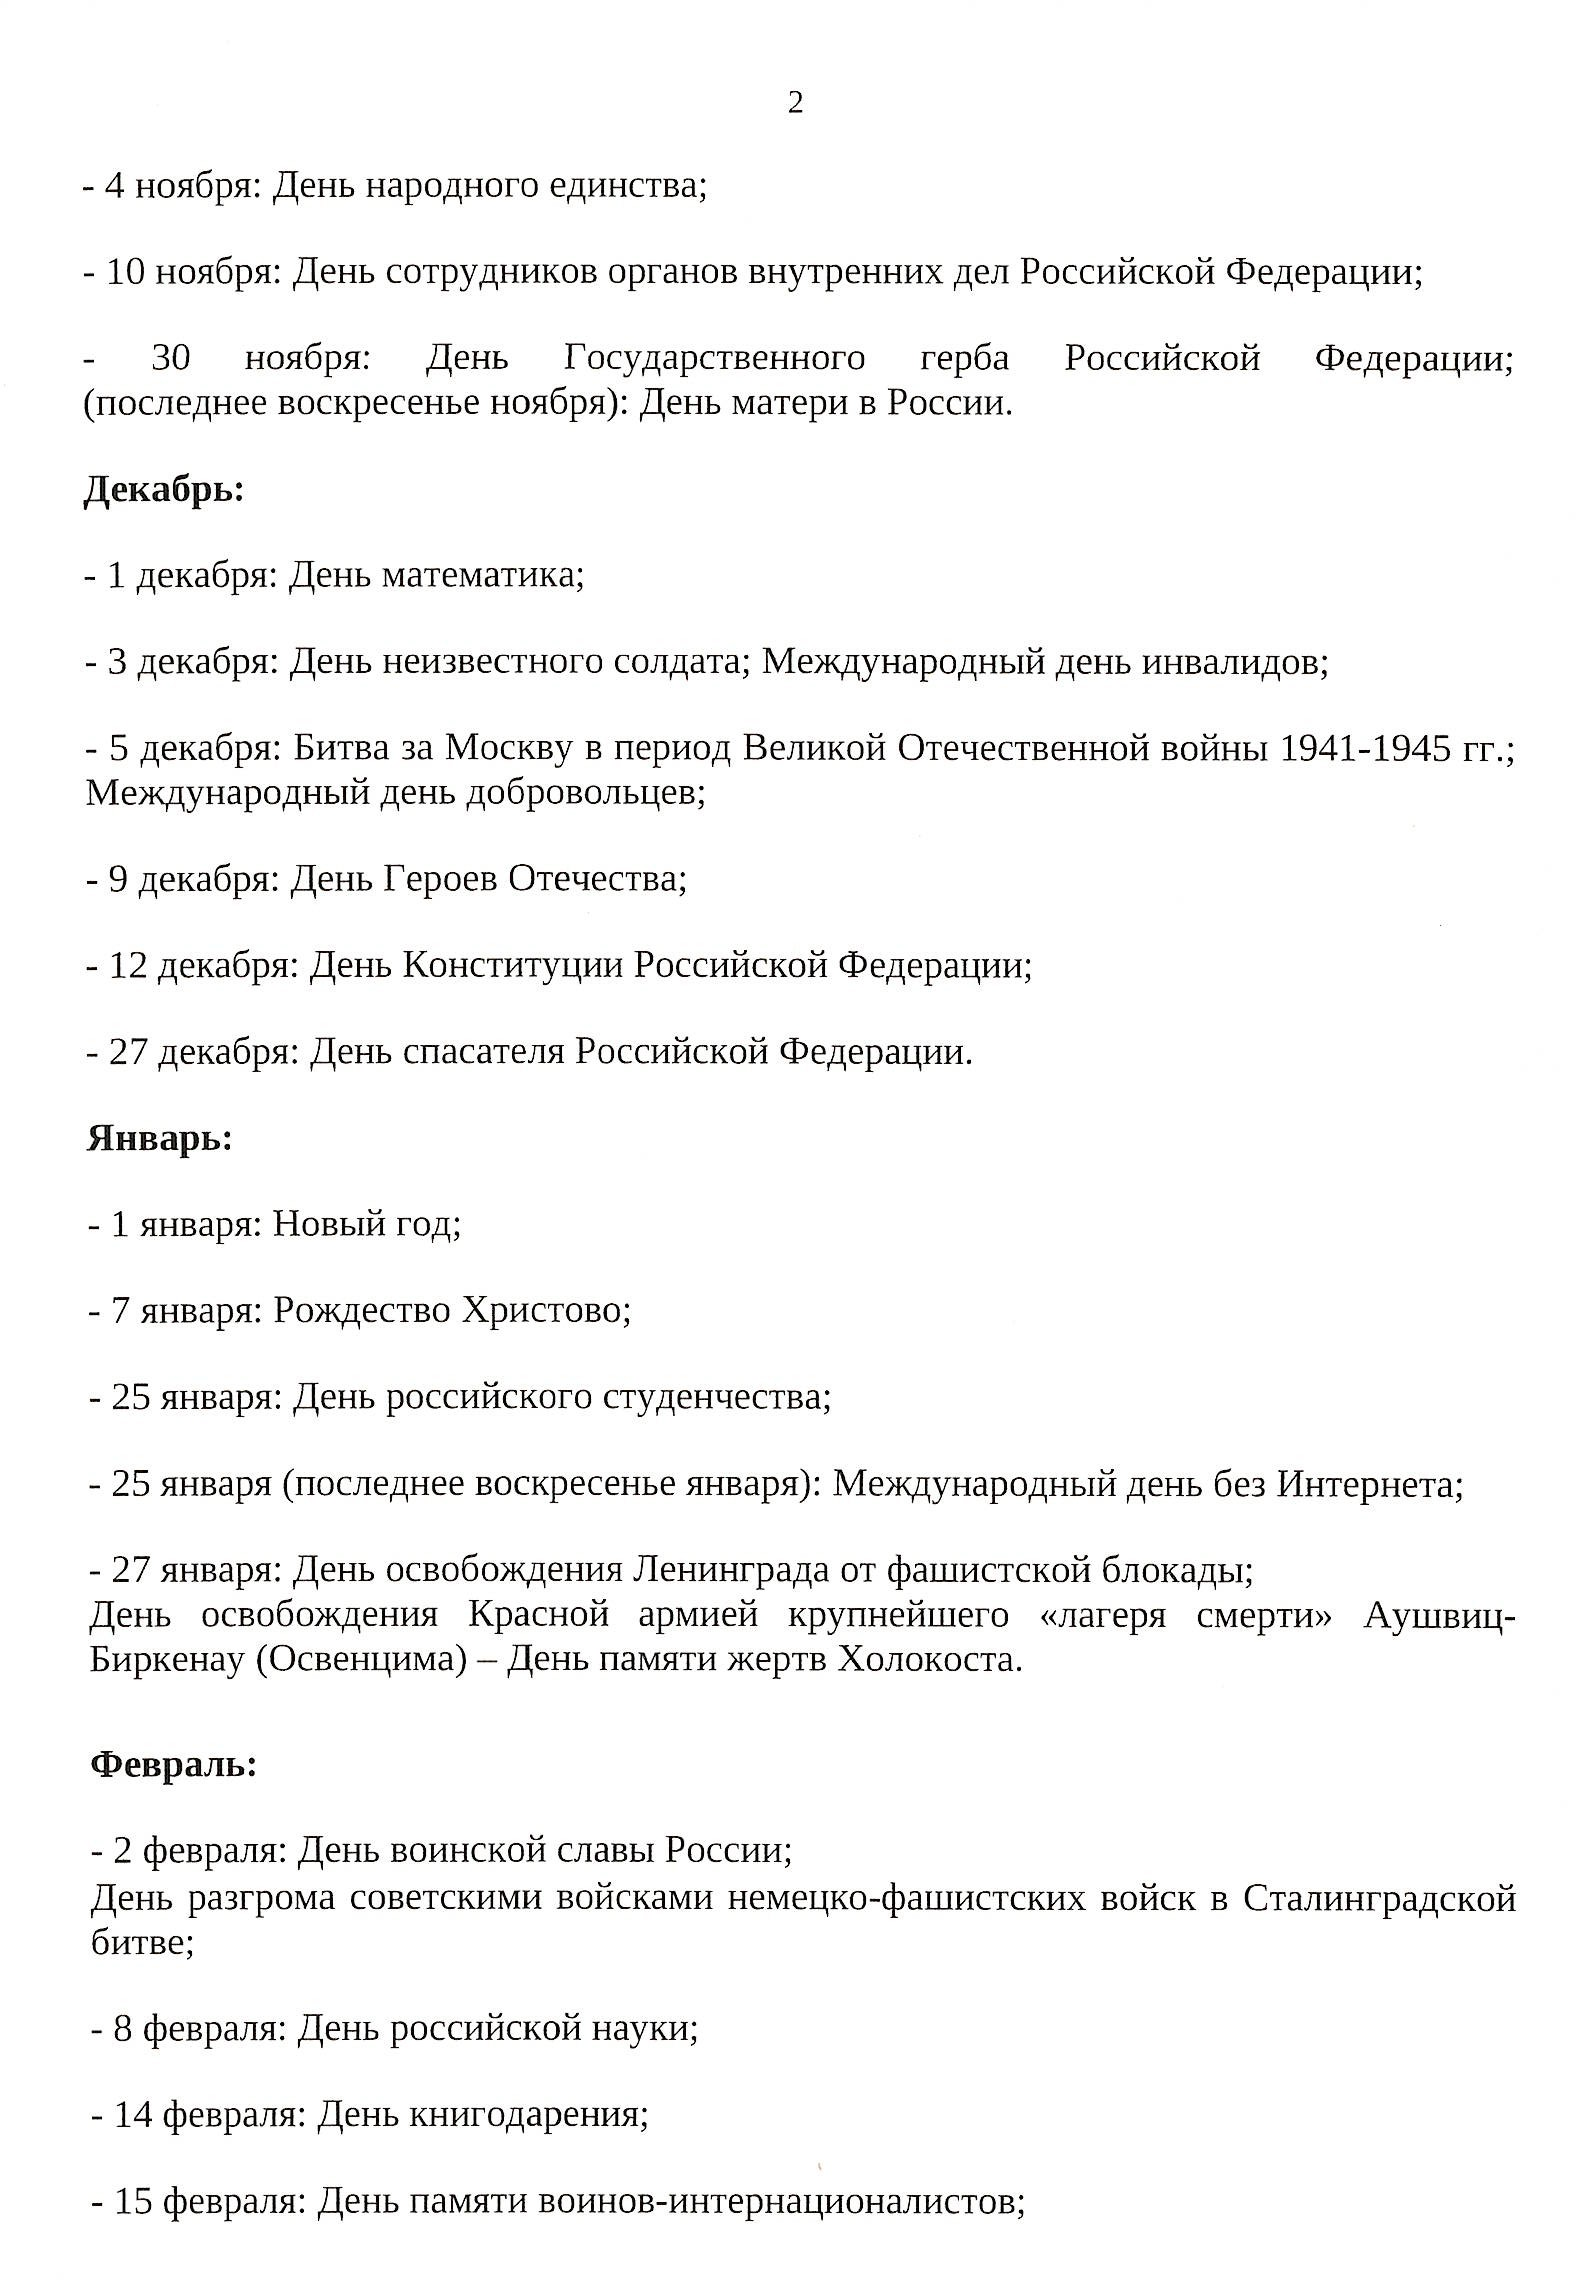 2
- 4 ноября: День народного единства;
- 10 ноября: День сотрудников органов внутренних дел Российской Федерации;
- 30 ноября: День Государственного герба Российской Федерации;
(последнее воскресенье ноября): День матери в России.
Декабрь:
- 1 декабря: День математика;
- 3 декабря: День неизвестного солдата; Международный день инвалидов;
- 5 декабря: Битва за Москву в период Великой Отечественной войны 1941-1945 гг.;
Международный день добровольцев;
- 9 декабря: День Героев Отечества;
- 12 декабря: День Конституции Российской Федерации;
- 27 декабря: День спасателя Российской Федерации.
Январь:
- 1 января: Новый год;
- 7 января: Рождество Христово;
- 25 января: День российского студенчества;
- 25 января (последнее воскресенье января): Международный день без Интернета;
- 27 января: День освобождения Ленинграда от фашистской блокады;
День освобождения Красной армией крупнейшего «лагеря смерти» Аушвиц-
Биркенау (Освенцима) – День памяти жертв Холокоста.
Февраль:
- 2 февраля: День воинской славы России;
День разгрома советскими войсками немецко-фашистских войск в Сталинградской
битве;
- 8 февраля: День российской науки;
- 14 февраля: День книгодарения;
- 15 февраля: День памяти воинов-интернационалистов;